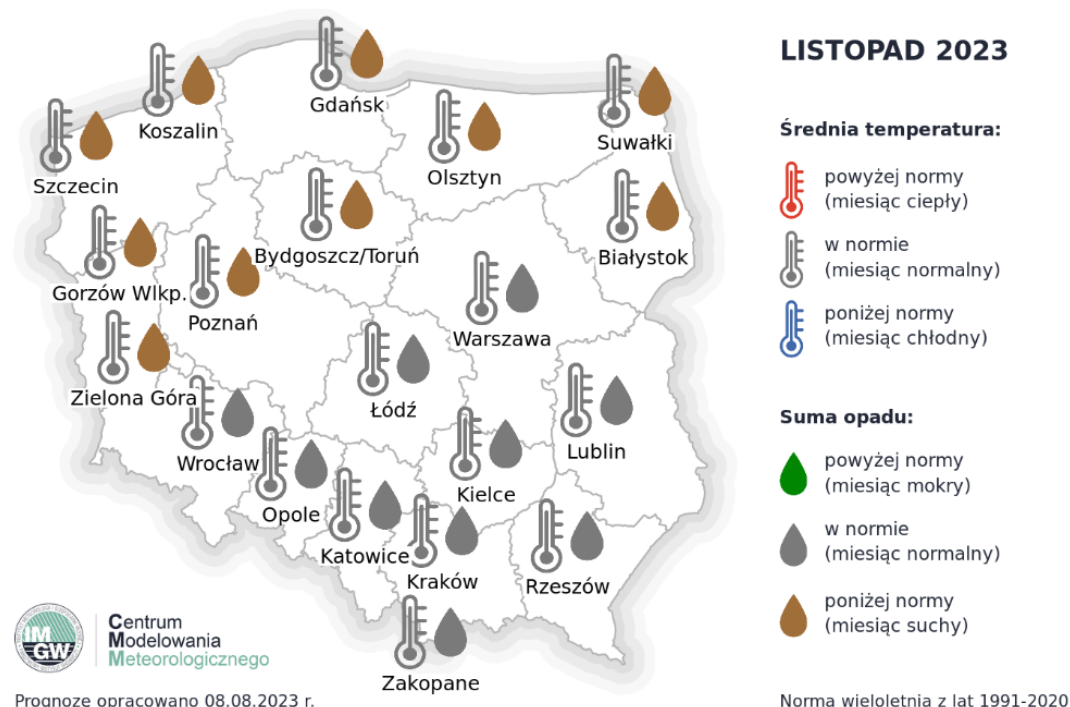 LISTOPAD 2023
Średnia temperatura:
powyżej normy
(miesiąc ciepły)
w normie
(miesiąc normalny)
poniżej normy
(miesiąc chłodny)
Suma opadu:
powyżej normy
(miesiąc mokry)
w normie
(miesiąc normalny)
poniżej normy
(miesiąc suchy)
Gdańsk
Koszalin
Suwałki
Olsztyn
Szczecin
Bydgoszcz/Toruń
Białystok
Gorzów Wlkp.
Poznań
Warszawa
Zielona Góra
Łódź
Lublin
Wrocław
Kielce
Opole
Katowice
Kraków
Rzeszów
Zakopane
IM
GW
Centrum
Modelowania
Meteorologicznego
Prognozę opracowano 08.08.2023 r.
Norma wieloletnia z lat 1991-2020